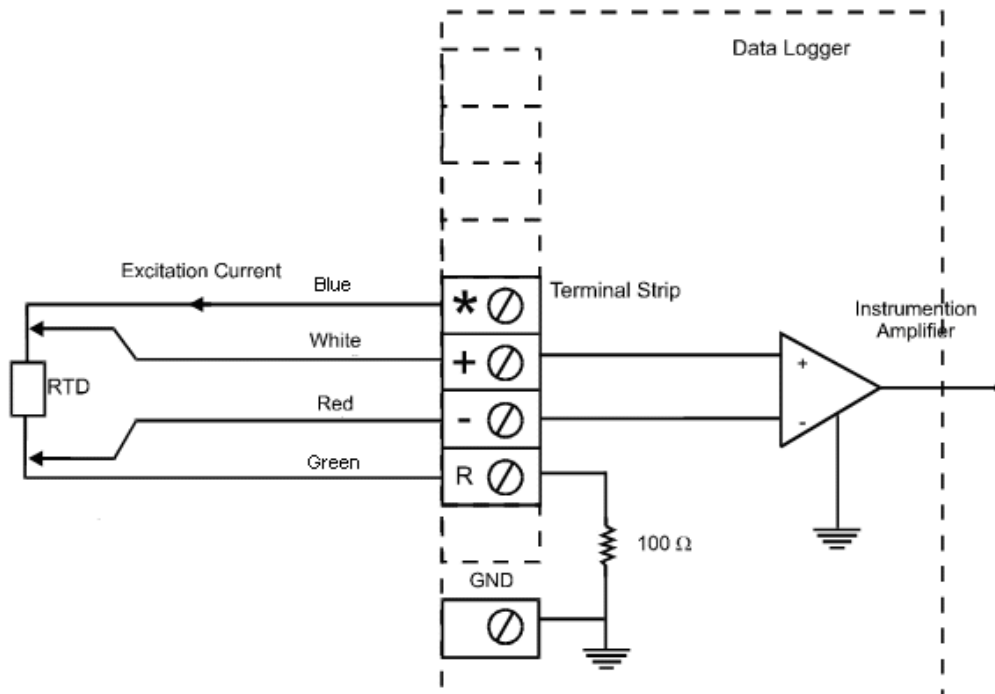 Data Logger
Excitation Current
Blue
*
Terminal Strip
Instrumention
Amplifier
White
+
+
RTD
Red
-
-
Green
R
100 Ω
GND